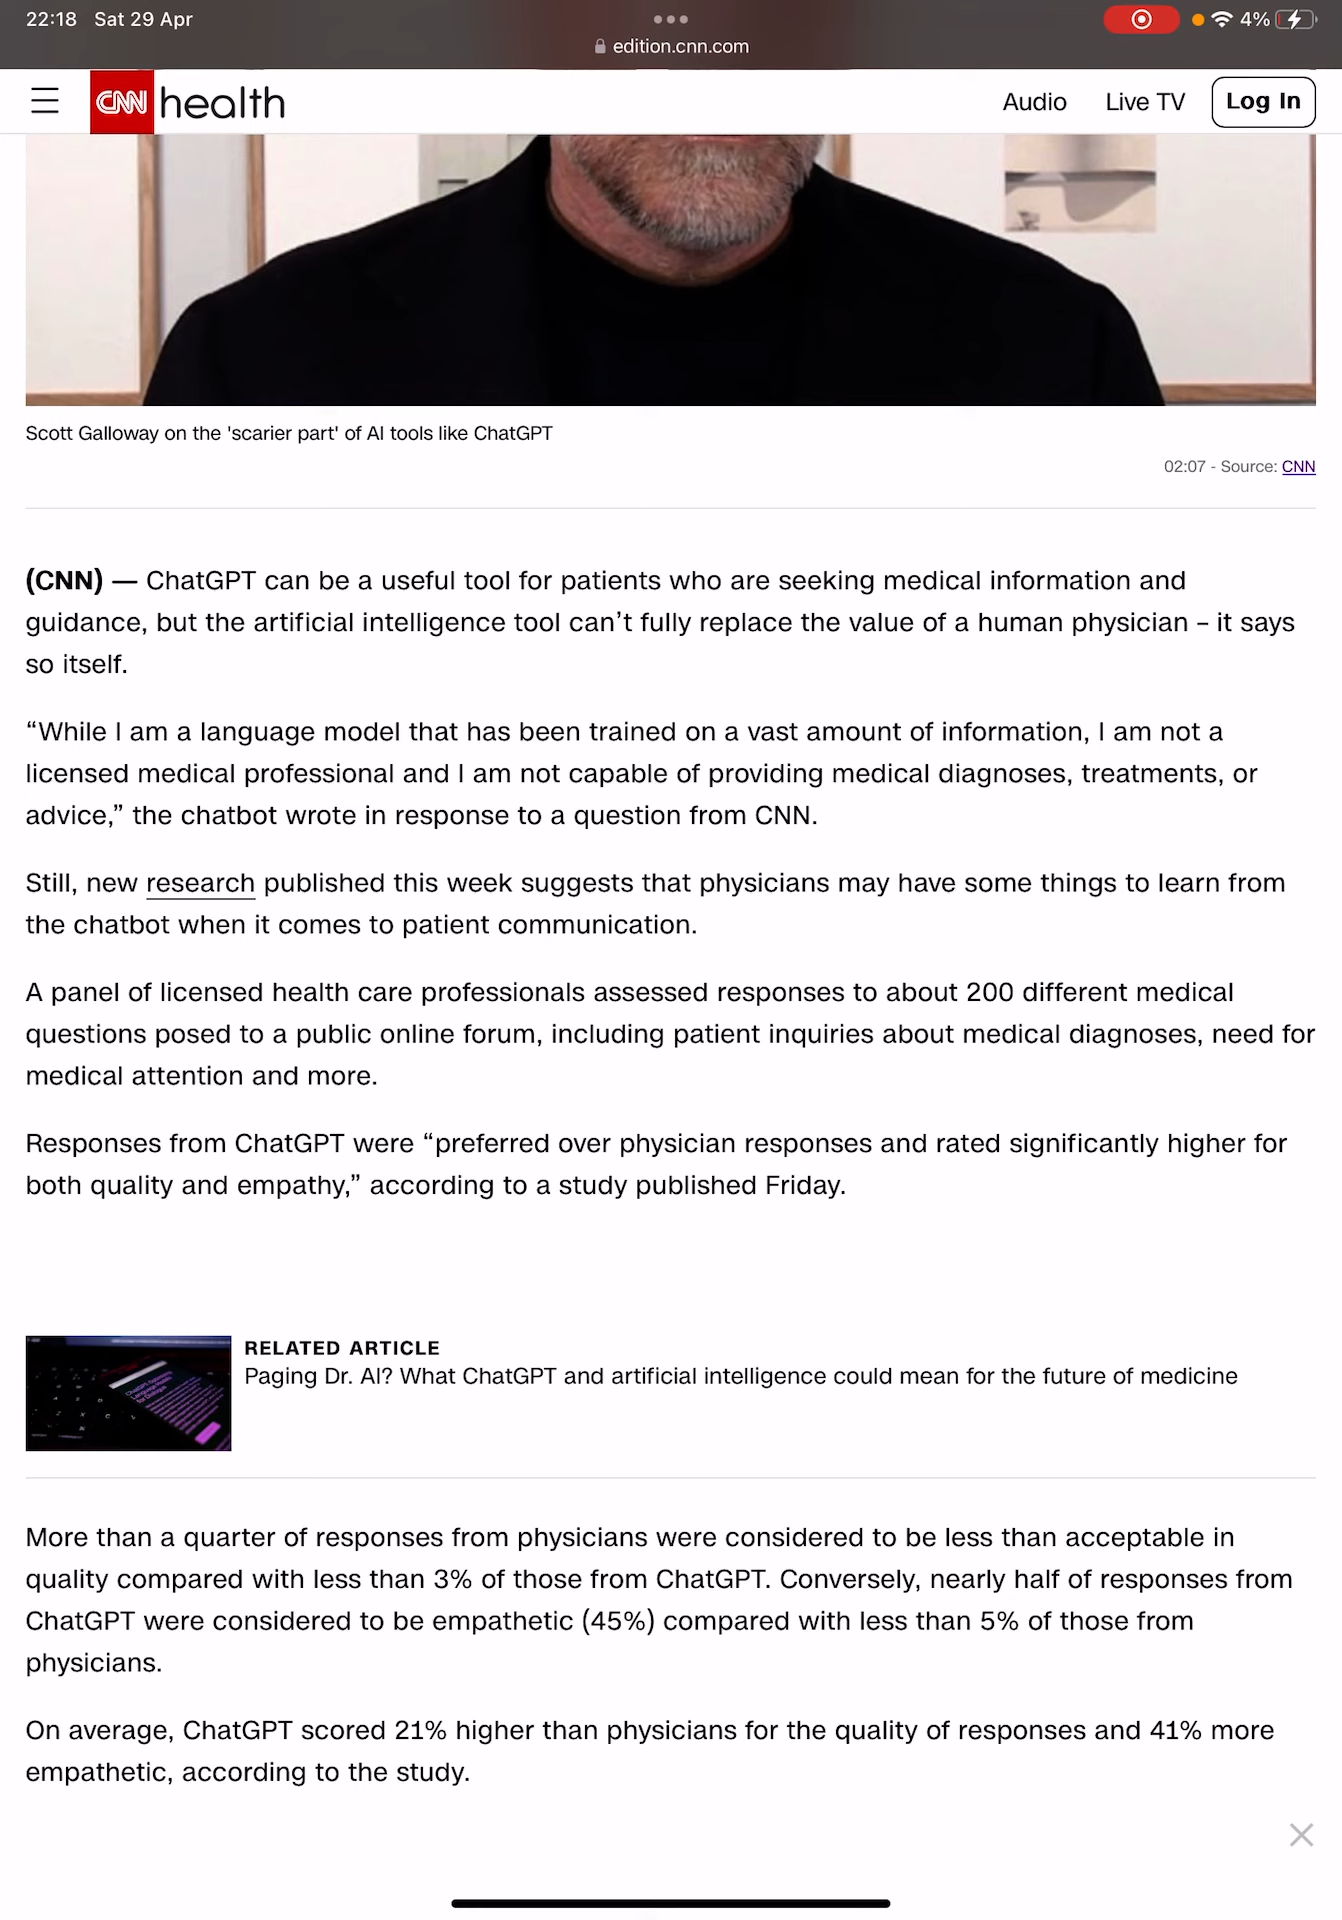 22:18 Sat 29 Apr
4%
edition.cnn.com
CNN health
Audio
Live TV
Log In
Scott Galloway on the 'scarier part' of AI tools like ChatGPT
02:07 - Source: CNN
(CNN) — ChatGPT can be a useful tool for patients who are seeking medical information and
guidance, but the artificial intelligence tool can’t fully replace the value of a human physician – it says
so itself.
“While I am a language model that has been trained on a vast amount of information, I am not a
licensed medical professional and I am not capable of providing medical diagnoses, treatments, or
advice,” the chatbot wrote in response to a question from CNN.
Still, new research published this week suggests that physicians may have some things to learn from
the chatbot when it comes to patient communication.
A panel of licensed health care professionals assessed responses to about 200 different medical
questions posed to a public online forum, including patient inquiries about medical diagnoses, need for
medical attention and more.
Responses from ChatGPT were “preferred over physician responses and rated significantly higher for
both quality and empathy,” according to a study published Friday.
RELATED ARTICLE
Paging Dr. AI? What ChatGPT and artificial intelligence could mean for the future of medicine
More than a quarter of responses from physicians were considered to be less than acceptable in
quality compared with less than 3% of those from ChatGPT. Conversely, nearly half of responses from
ChatGPT were considered to be empathetic (45%) compared with less than 5% of those from
physicians.
On average, ChatGPT scored 21% higher than physicians for the quality of responses and 41% more
empathetic, according to the study.